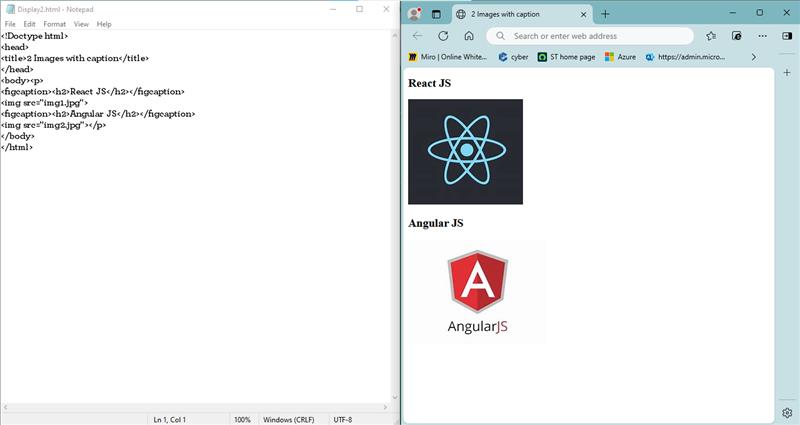 Display2.html - Notepad
File Edit Format View Help
<!Doctype html>
<head>
<title>2 Images with caption</title>
</head>
<body><p>
<figcaption><h2>React JS</h2></figcaption>
<img src="img1.jpg">
<figcaption><h2>Angular JS</h2></figcaption>
<img src="img2.jpg"></p>
</body>
</html>
Ln 1, Col 1 100% Windows (CRLF) UTF-8
2 Images with caption
Search or enter web address
Miro | Online White... cyber ST home page Azure https://admin.micro...
React JS
Angular JS
A
AngularJS